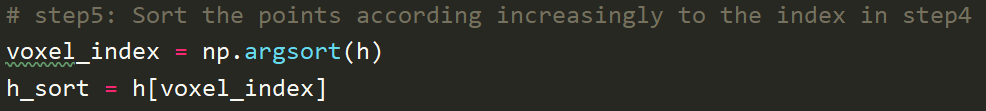 # step5: Sort the points according increasingly to the index in step4
voxel_index = np.argsort(h)
h_sort = h[voxel_index]